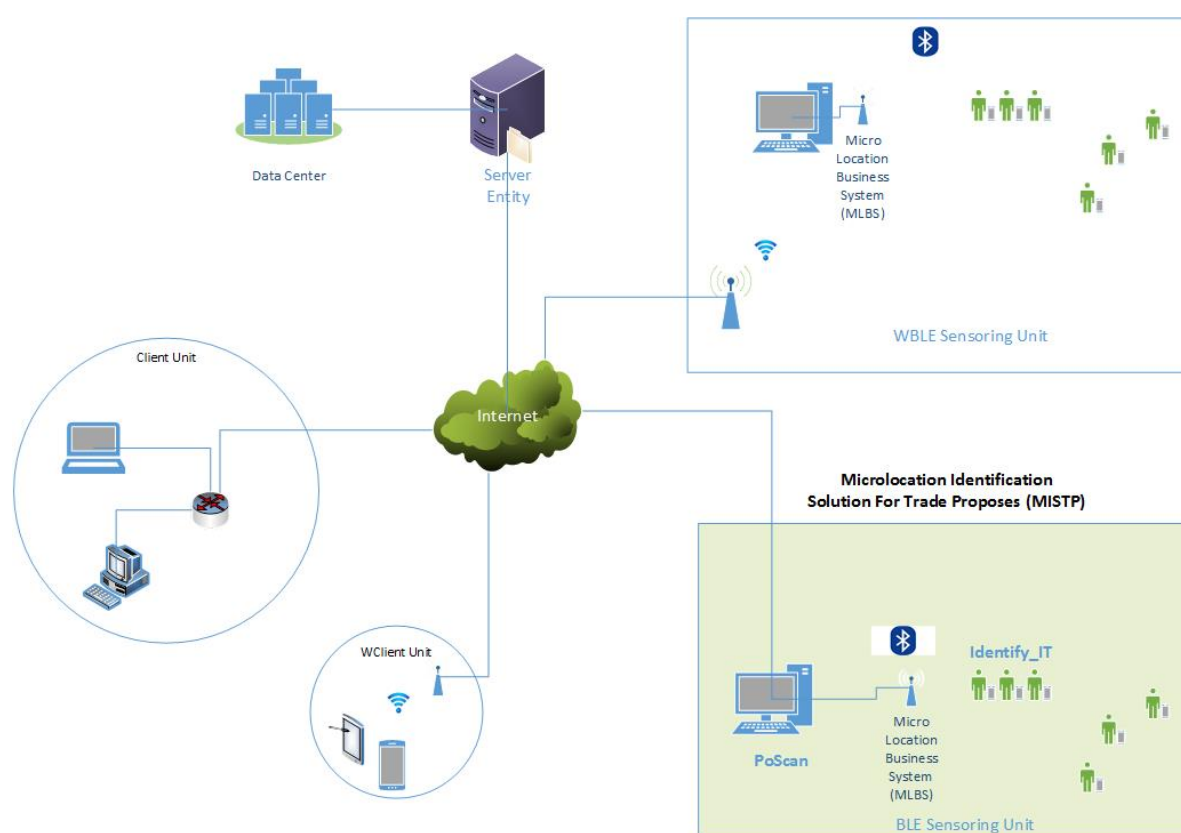 Data Center
Server
Entity
Micro
Location
Business
System
(MLBS)
WBLE Sensoring Unit
Client Unit
Internet
Microlocation Identification
Solution For Trade Proposes (MISTP)
WClient Unit
Identify_IT
PoScan
Micro
Location
Business
System
(MLBS)
BLE Sensoring Unit